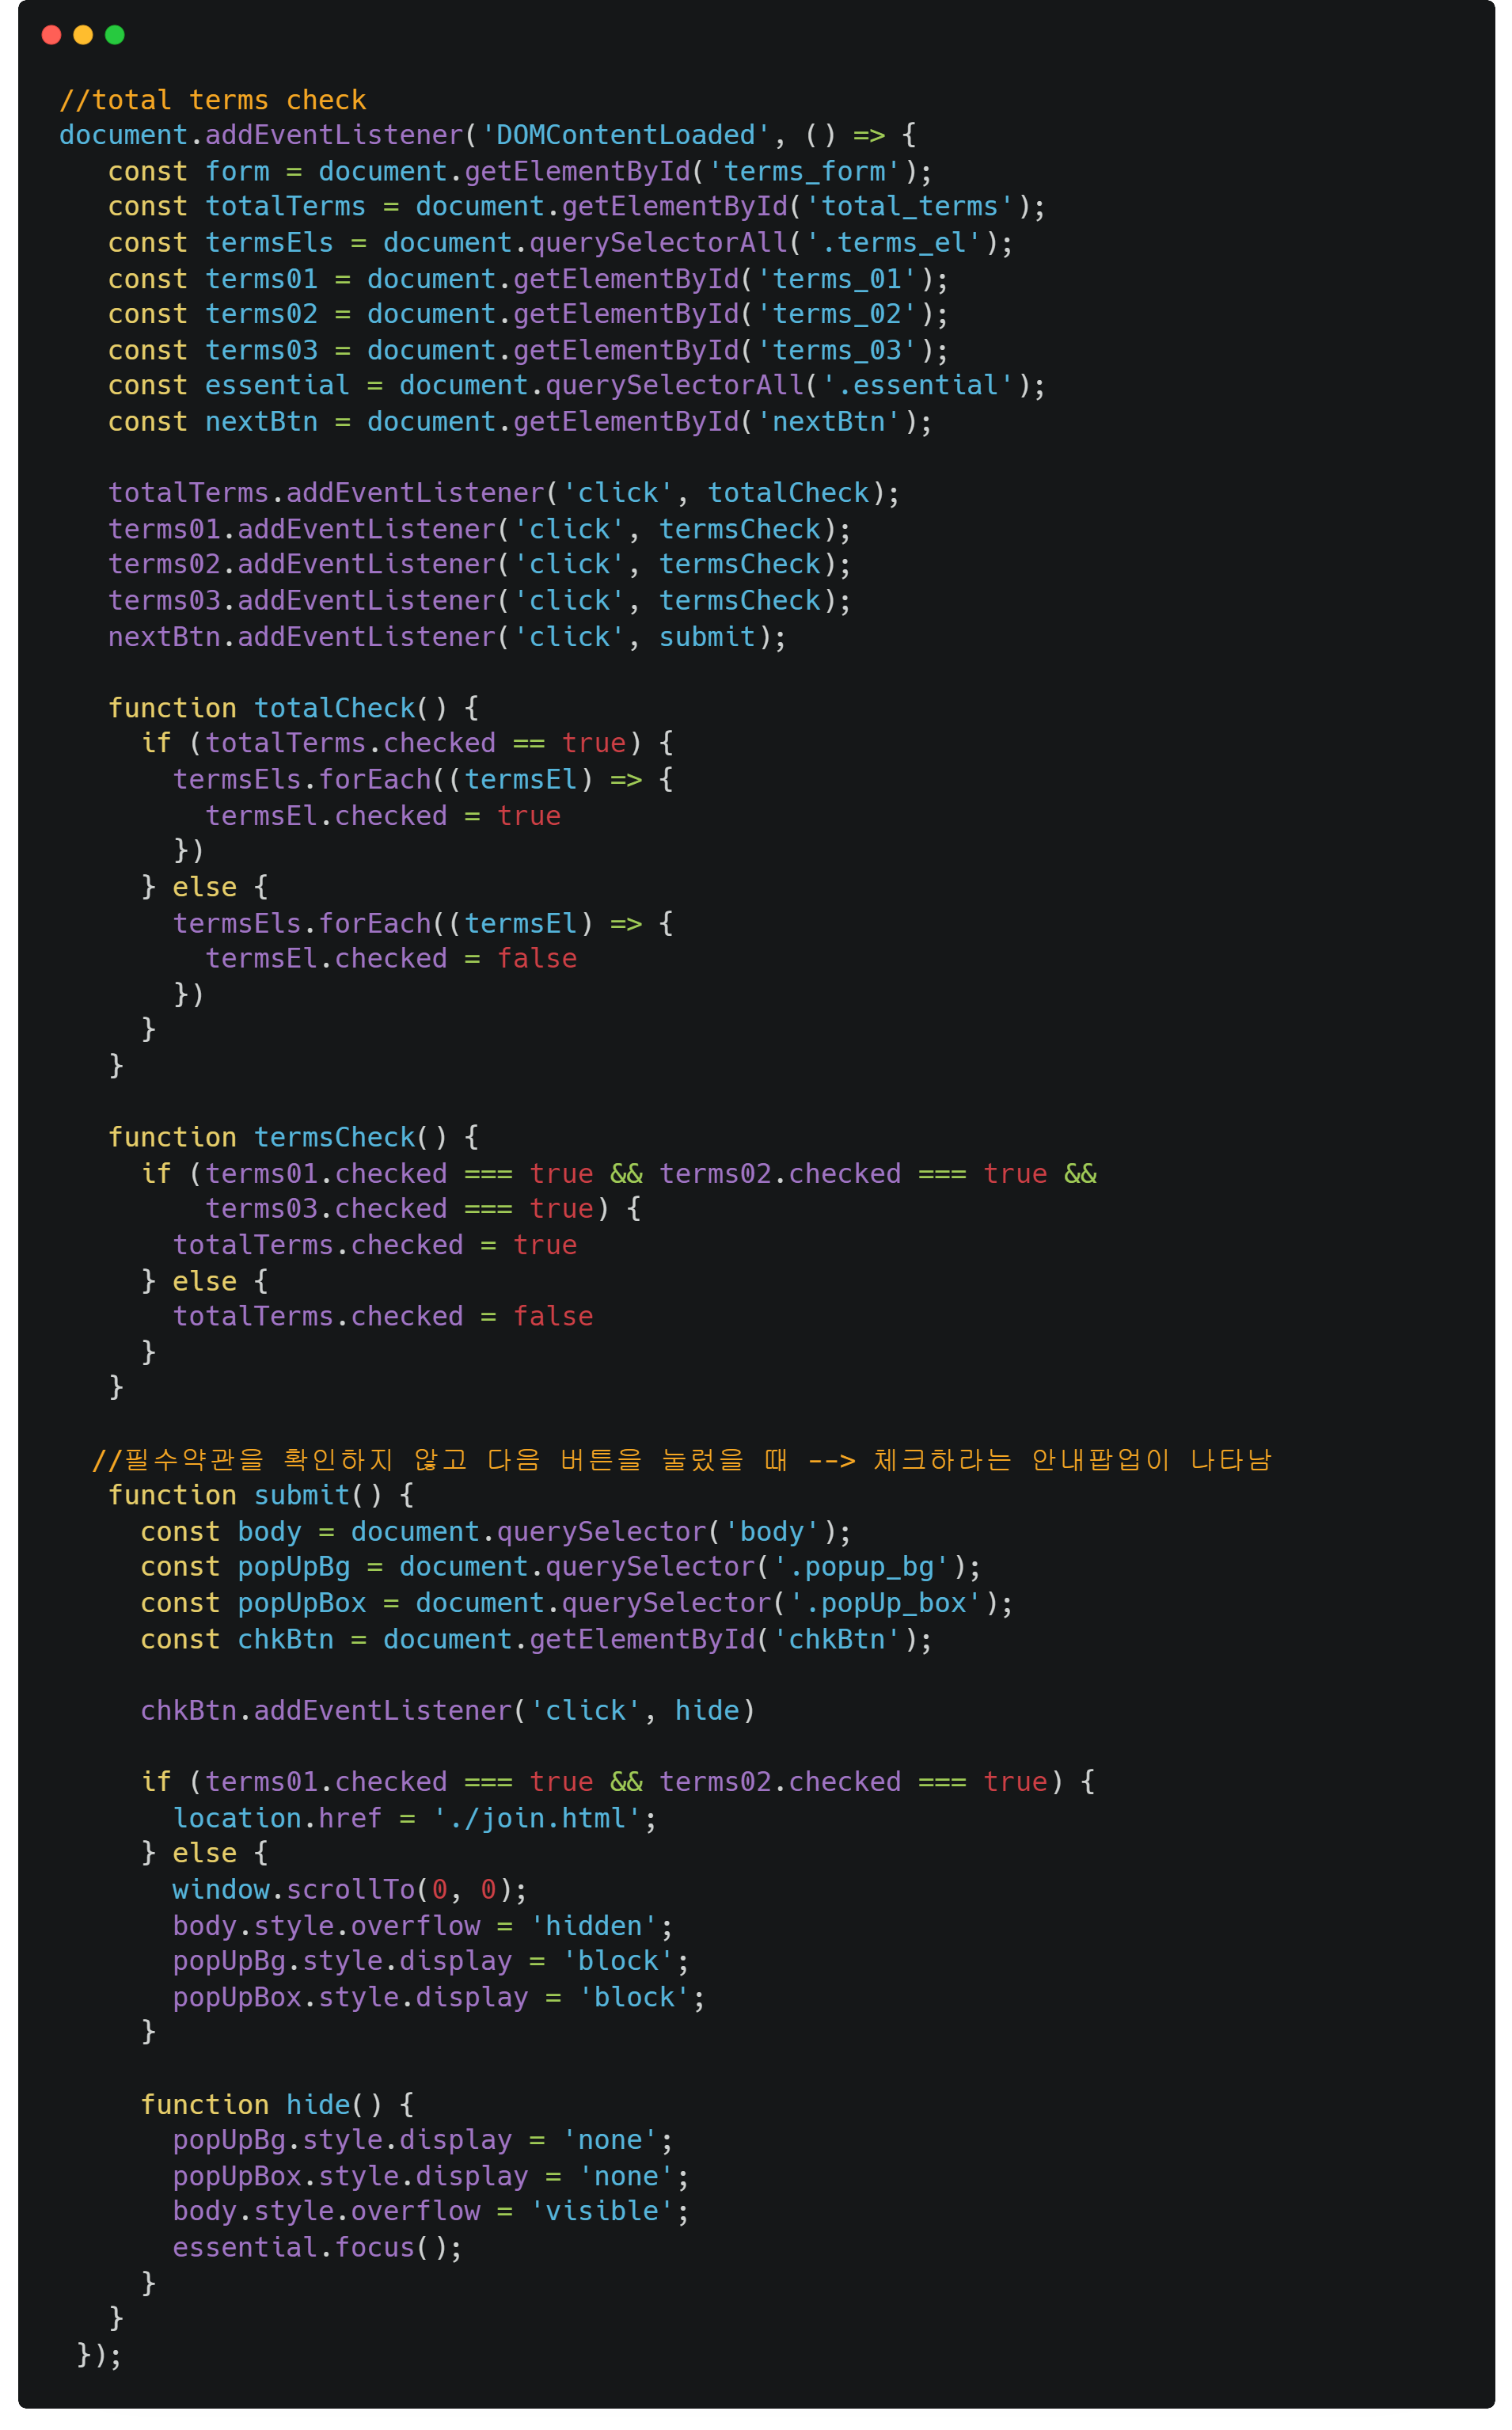 //total terms check
document.addEventListener('DOMContentLoaded', () => {
   const form = document.getElementById('terms_form');
   const totalTerms = document.getElementById('total_terms');
   const termsEls = document.querySelectorAll('.terms_el');
   const terms01 = document.getElementById('terms_01');
   const terms02 = document.getElementById('terms_02');
   const terms03 = document.getElementById('terms_03');
   const essential = document.querySelectorAll('.essential');
   const nextBtn = document.getElementById('nextBtn');

   totalTerms.addEventListener('click', totalCheck);
   terms01.addEventListener('click', termsCheck);
   terms02.addEventListener('click', termsCheck);
   terms03.addEventListener('click', termsCheck);
   nextBtn.addEventListener('click', submit);

   function totalCheck() {
     if (totalTerms.checked == true) {
       termsEls.forEach((termsEl) => {
         termsEl.checked = true
       })
     } else {
       termsEls.forEach((termsEl) => {
         termsEl.checked = false
       })
     }
   }

   function termsCheck() {
     if (terms01.checked === true && terms02.checked === true &&
         terms03.checked === true) {
       totalTerms.checked = true
     } else {
       totalTerms.checked = false
     }
   }

  //필수약관을 확인하지 않고 다음 버튼을 눌렀을 때 --> 체크하라는 안내팝업이 나타남
   function submit() {
     const body = document.querySelector('body');
     const popUpBg = document.querySelector('.popup_bg');
     const popUpBox = document.querySelector('.popUp_box');
     const chkBtn = document.getElementById('chkBtn');

     chkBtn.addEventListener('click', hide)

     if (terms01.checked === true && terms02.checked === true) {
       location.href = './join.html';
     } else {
       window.scrollTo(0, 0);
       body.style.overflow = 'hidden';
       popUpBg.style.display = 'block';
       popUpBox.style.display = 'block';
     }

     function hide() {
       popUpBg.style.display = 'none';
       popUpBox.style.display = 'none';
       body.style.overflow = 'visible';
       essential.focus();
     }
   }
 });